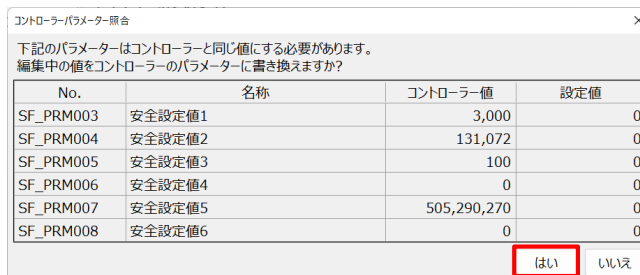 コントローラーパラメーター照合
下記のパラメーターはコントローラーと同じ値にする必要があります。
編集中の値をコントローラーのパラメーターに書き換えますか?
No. 名称 コントローラー値 設定値
SF_PRM003 安全設定値1 3,000 0
SF_PRM004 安全設定値2 131,072 0
SF_PRM005 安全設定値3 100 0
SF_PRM006 安全設定値4 0 0
SF_PRM007 安全設定値5 505,290,270 0
SF_PRM008 安全設定値6 0 0
はい いいえ